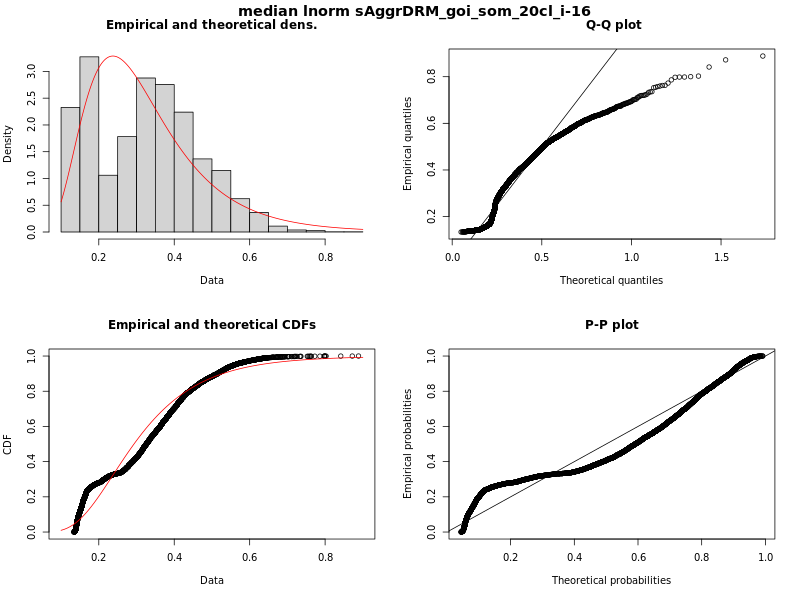 median lnorm sAggrDRM_goi_som_20cl_i-16
Empirical and theoretical dens.
Density
0.0 0.5 1.0 1.5 2.0 2.5 3.0
0.2 0.4 0.6 0.8
Data
Q-Q plot
Empirical quantiles
0.2 0.4 0.6 0.8
0.0 0.5 1.0 1.5
Theoretical quantiles
Empirical and theoretical CDFs
CDF
0.0 0.2 0.4 0.6 0.8 1.0
0.2 0.4 0.6 0.8
Data
P-P plot
Empirical probabilities
0.0 0.2 0.4 0.6 0.8 1.0
0.2 0.4 0.6 0.8 1.0
Theoretical probabilities